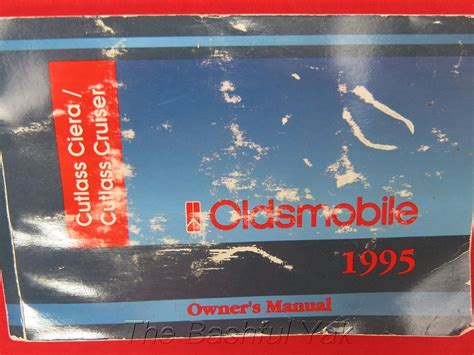 Cutlass Ciera /
Cutlass Cruiser
Oldsmobile
1995
Owner's Manual
The Bashful Yak